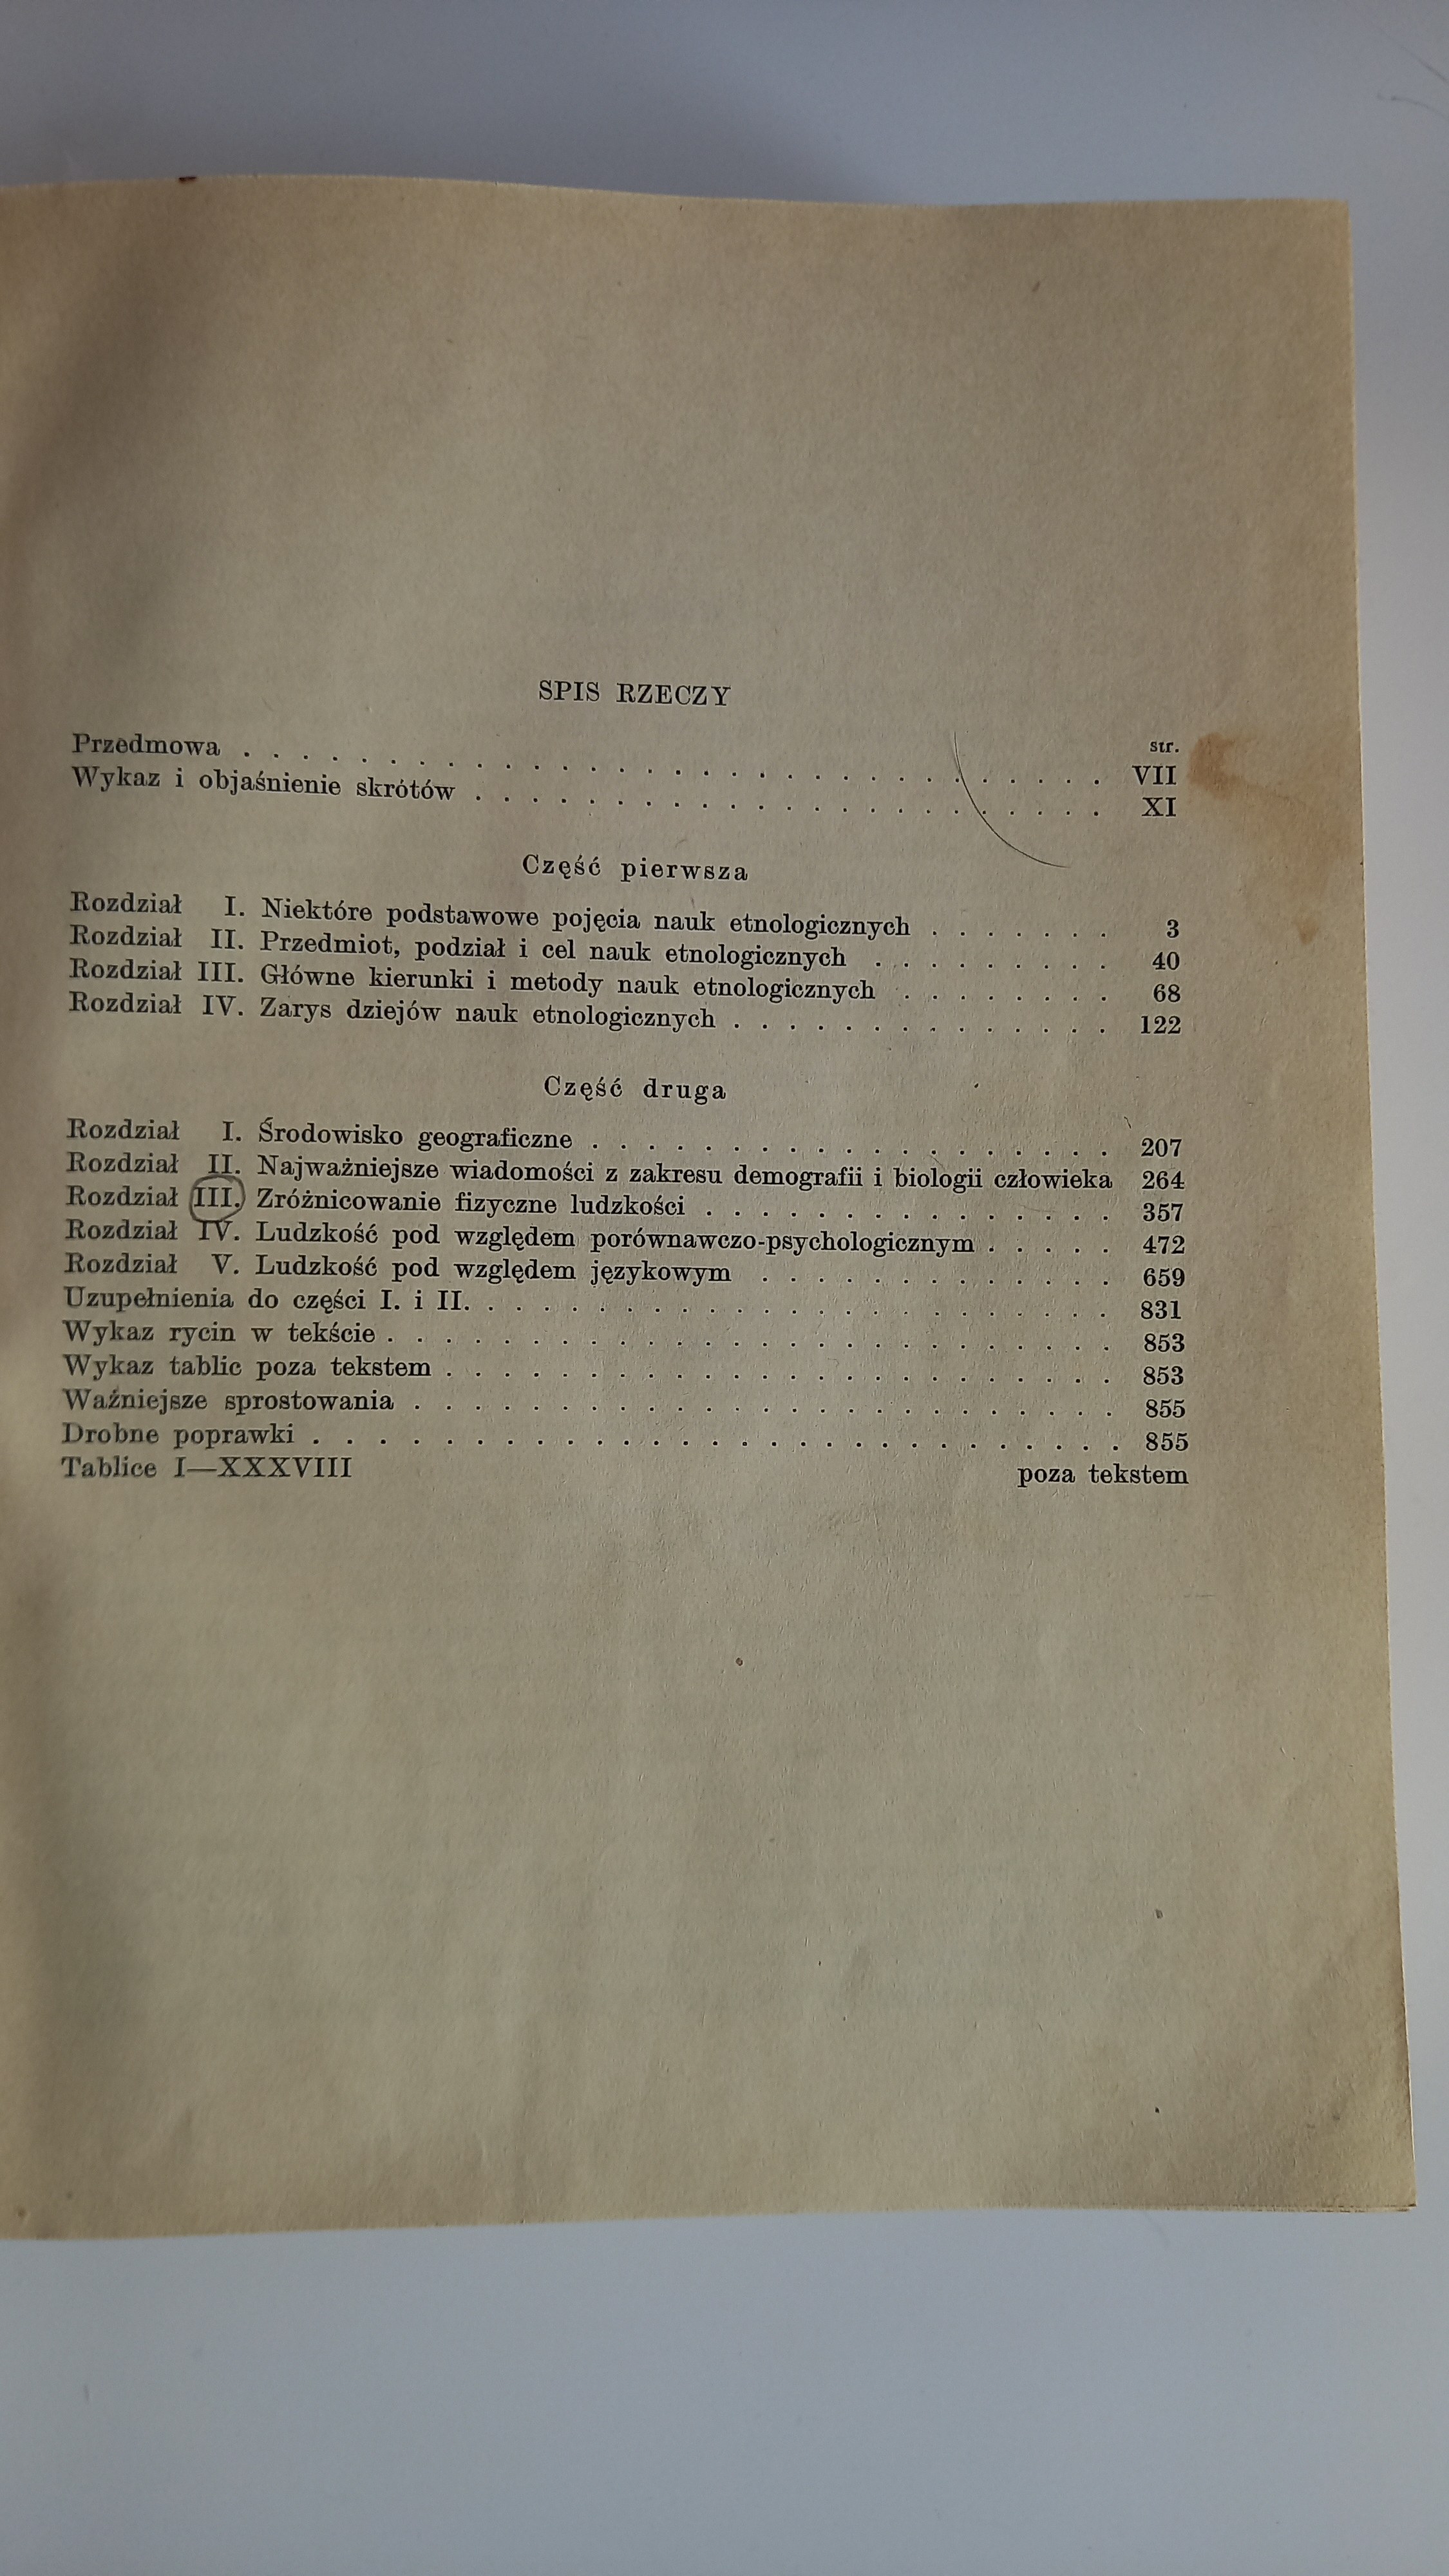 SPIS RZECZY
str.
Przedmowa . . . . . . . . . . . . . . . . . . . . . . . . . . . . . . VII
Wykaz i objaśnienie skrótów . . . . . . . . . . . . . . . . . . . . . . . XI
Część pierwsza
Rozdział I. Niektóre podstawowe pojęcia nauk etnologicznych . . . . . . . 3
Rozdział II. Przedmiot, podział i cel nauk etnologicznych . . . . . . . . . 40
Rozdział III. Główne kierunki i metody nauk etnologicznych . . . . . . . . 68
Rozdział IV. Zarys dziejów nauk etnologicznych . . . . . . . . . . . . . . 122
Część druga
Rozdział I. Środowisko geograficzne . . . . . . . . . . . . . . . . . . . 207
Rozdział II. Najważniejsze wiadomości z zakresu demografii i biologii człowieka 264
Rozdział III. Zróżnicowanie fizyczne ludzkości . . . . . . . . . . . . . . . 357
Rozdział IV. Ludzkość pod względem porównawczo-psychologicznym . . . . . 472
Rozdział V. Ludzkość pod względem językowym . . . . . . . . . . . . . 659
Uzupełnienia do części I. i II. . . . . . . . . . . . . . . . . . . . . . . . 831
Wykaz rycin w tekście . . . . . . . . . . . . . . . . . . . . . . . . . . 853
Wykaz tablic poza tekstem . . . . . . . . . . . . . . . . . . . . . . . . 853
Ważniejsze sprostowania . . . . . . . . . . . . . . . . . . . . . . . . . 855
Drobne poprawki . . . . . . . . . . . . . . . . . . . . . . . . . . . . 855
Tablice I—XXXVIII poza tekstem